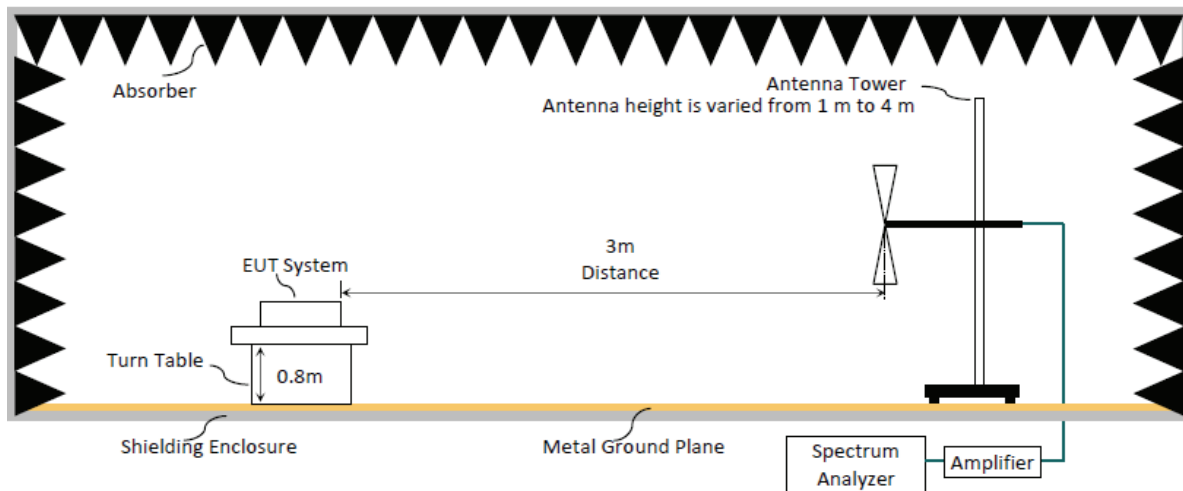 Absorber
Antenna Tower
Antenna height is varied from 1 m to 4 m
3m
Distance
EUT System
Turn Table
0.8m
Shielding Enclosure
Metal Ground Plane
Spectrum
Analyzer
Amplifier